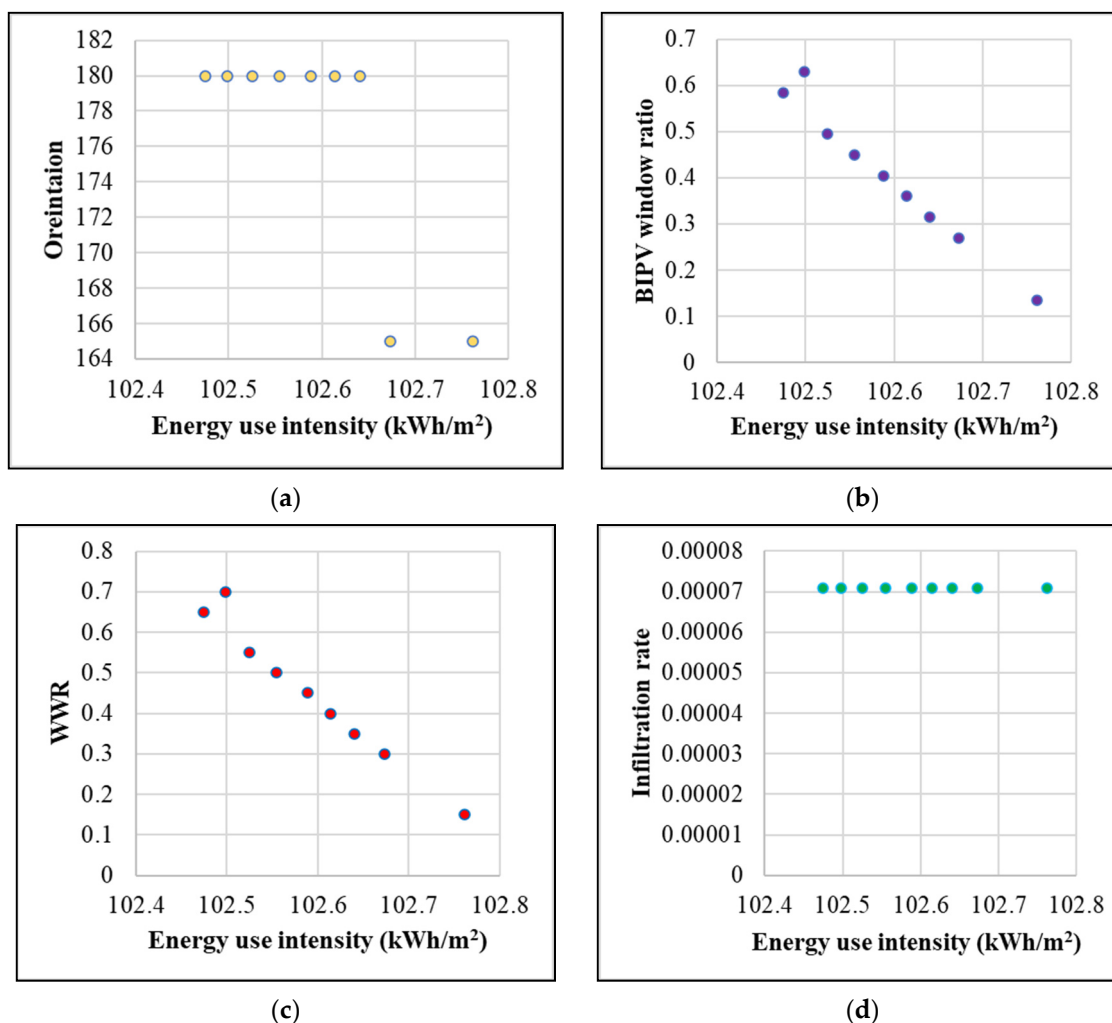 182
180
178
176
174
172
170
168
166
164
Oreintaion
102.4 102.5 102.6 102.7 102.8
Energy use intensity (kWh/m²)
(a)
0.7
0.6
0.5
0.4
0.3
0.2
0.1
0
BIPV window ratio
102.4 102.5 102.6 102.7 102.8
Energy use intensity (kWh/m²)
(b)
0.8
0.7
0.6
0.5
0.4
0.3
0.2
0.1
0
WWR
102.4 102.5 102.6 102.7 102.8
Energy use intensity (kWh/m²)
(c)
0.00008
0.00007
0.00006
0.00005
0.00004
0.00003
0.00002
0.00001
0
Infiltration rate
102.4 102.5 102.6 102.7 102.8
Energy use intensity (kWh/m²)
(d)